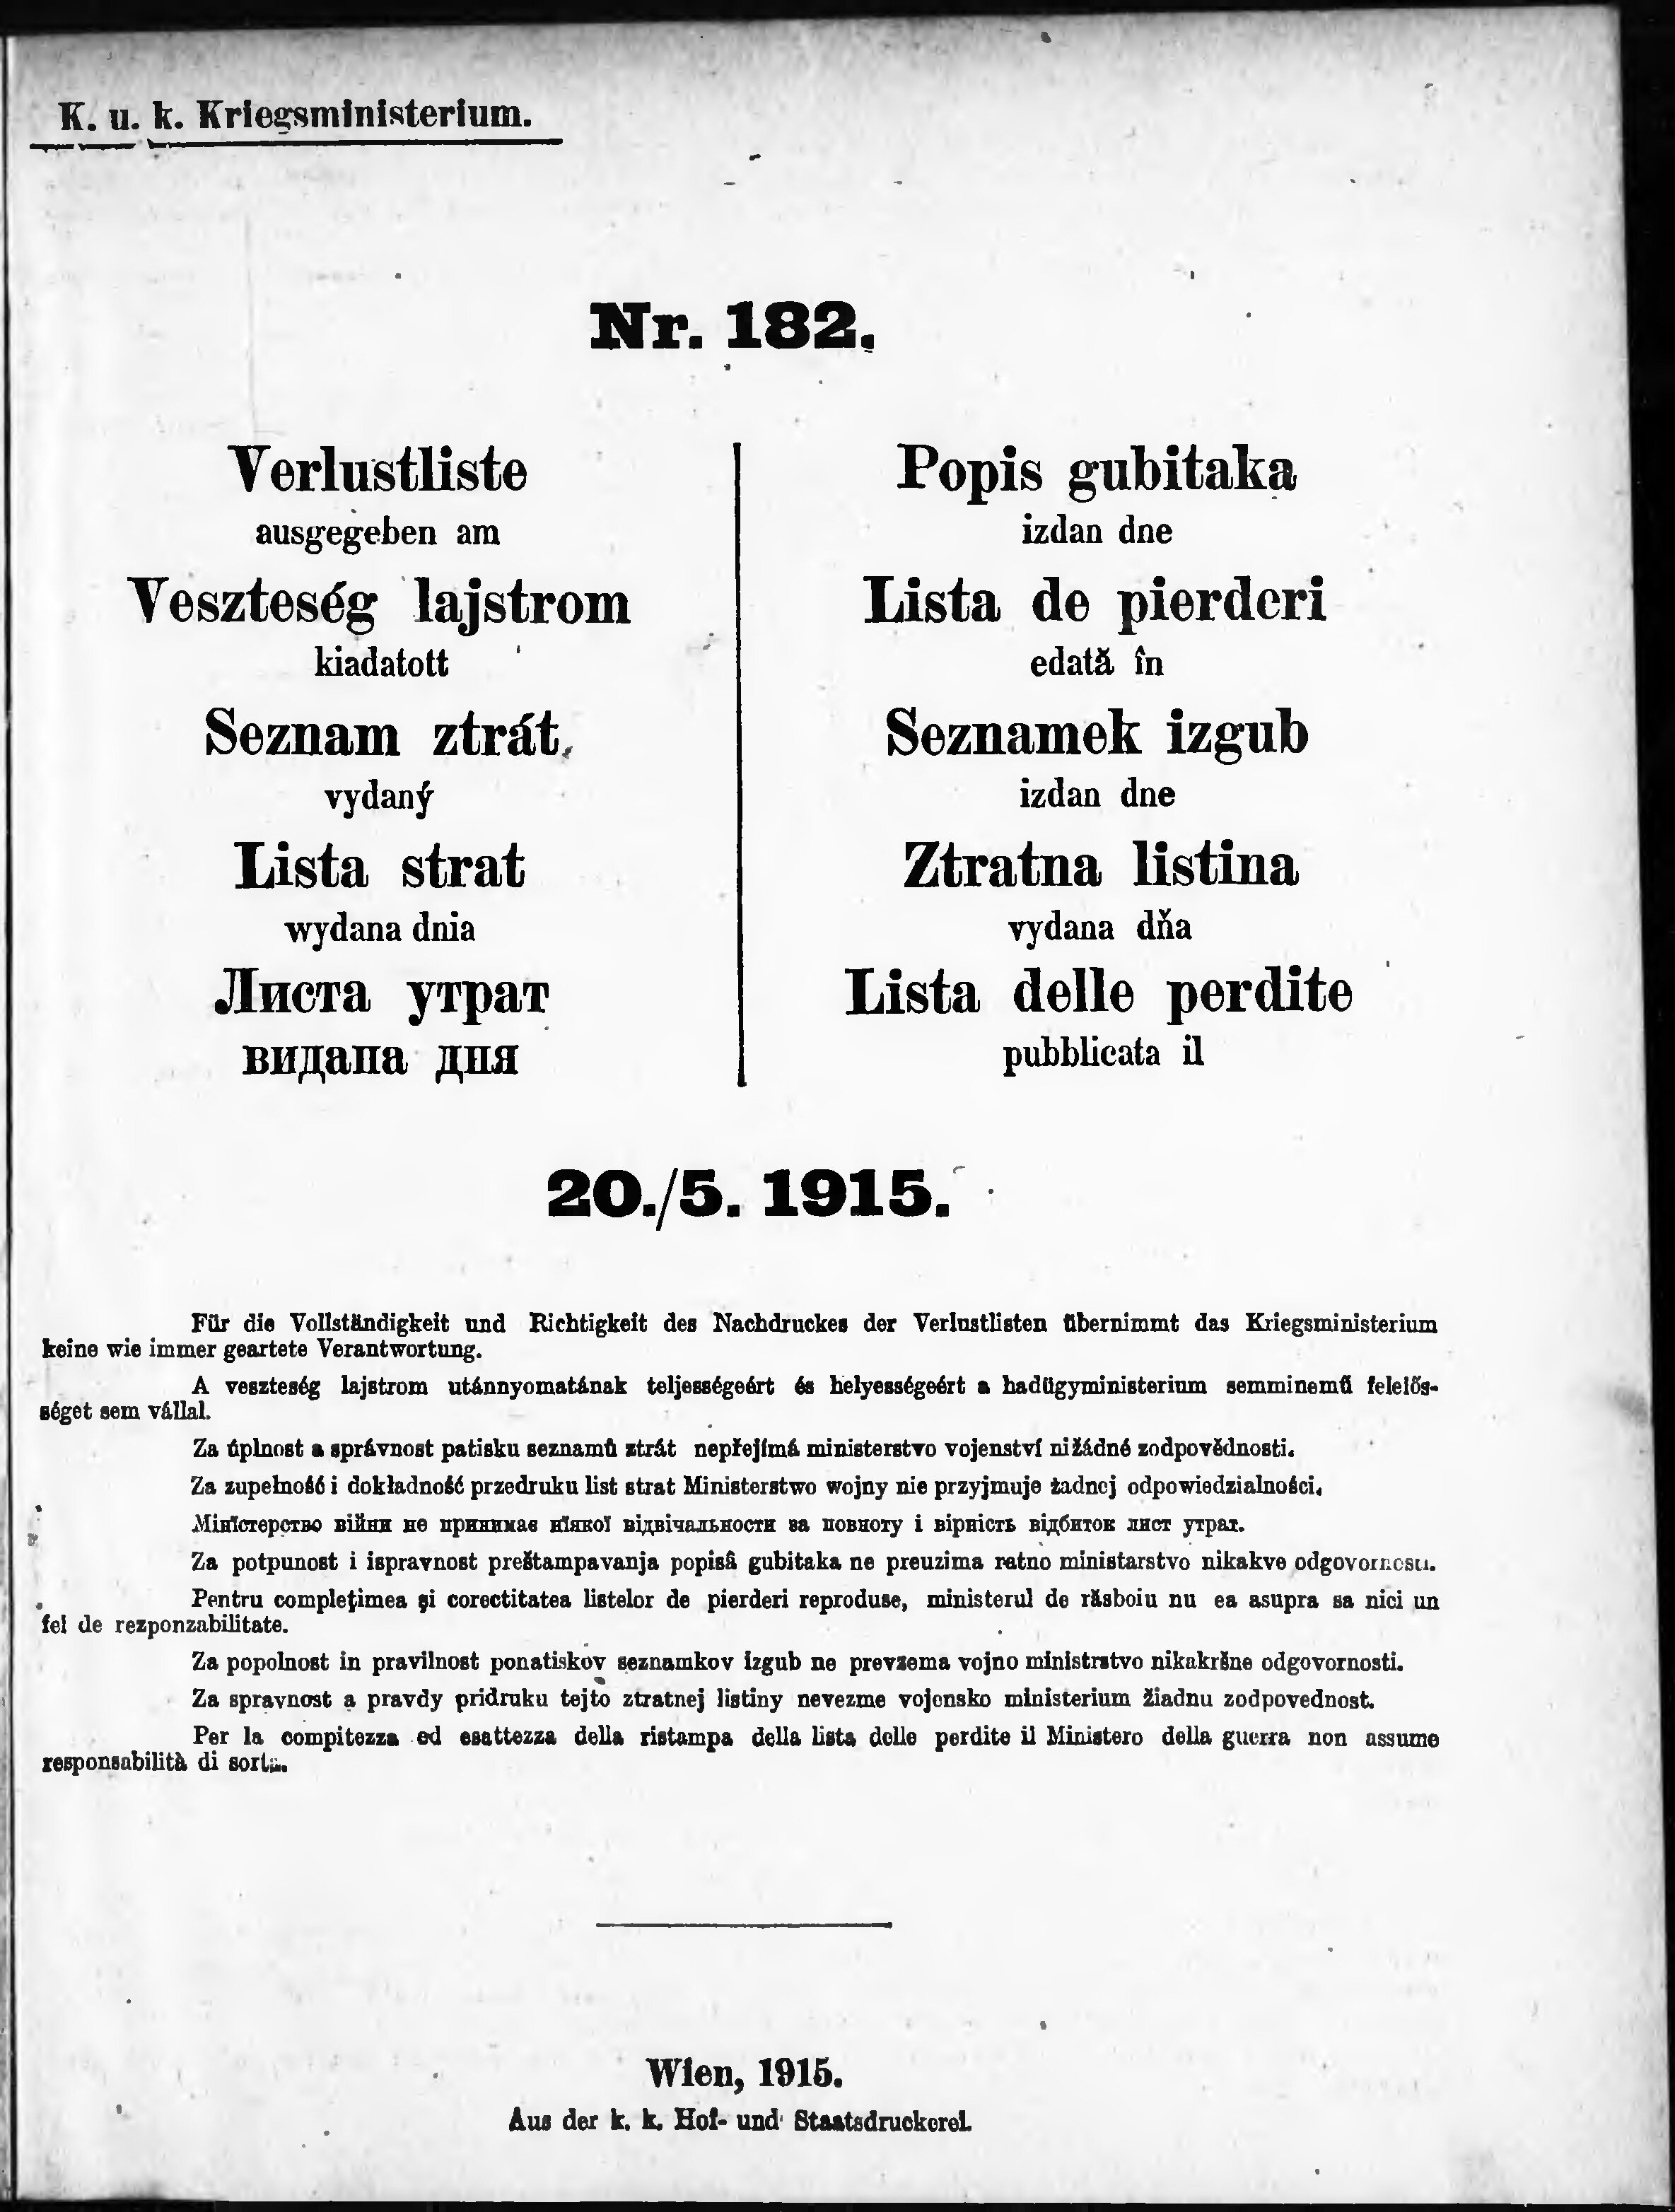 K. u. k. Kriegsministerium.
Nr. 182.
Verlustliste
ausgegeben am
Veszteség lajstrom
kiadatott
Seznam ztrát
vydaný
Lista strat
wydana dnia
Листа утрат
видана дня
Popis gubitaka
izdan dne
Lista de pierderi
edată în
Seznamek izgub
izdan dne
Ztratna listina
vydana dňa
Lista delle perdite
pubblicata il
20./5. 1915.
Für die Vollständigkeit und Richtigkeit des Nachdruckes der Verlustlisten übernimmt das Kriegsministerium
keine wie immer geartete Verantwortung.
A veszteség lajstrom utánnyomatának teljességeért és helyességeért a hadügyministerium semminemű felelős-
séget sem vállal.
Za úplnost a správnost patisku seznamů ztrát nepřejímá ministerstvo vojenství nižádné zodpovědnosti.
Za zupełność i dokładność przedruku list strat Ministerstwo wojny nie przyjmuje żadnej odpowiedzialności.
Мінїстерство війни не принимає нїякої відвічальности за повноту і вірність відбиток лист утрат.
Za potpunost i ispravnost preštampavanja popisâ gubitaka ne preuzima ratno ministarstvo nikakve odgovornosti.
Pentru complețimea și corectitatea listelor de pierderi reproduse, ministerul de răsboiu nu ea asupra sa nici un
fel de rezponzabilitate.
Za popolnost in pravilnost ponatiskov seznamkov izgub ne prevzema vojno ministrstvo nikakršne odgovornosti.
Za spravnost a pravdy pridruku tejto ztratnej listiny nevezme vojensko ministerium žiadnu zodpovednost.
Per la compitezza ed esattezza della ristampa della lista delle perdite il Ministero della guerra non assume
responsabilità di sorta.
Wien, 1915.
Aus der k. k. Hof- und Staatsdruckerei.